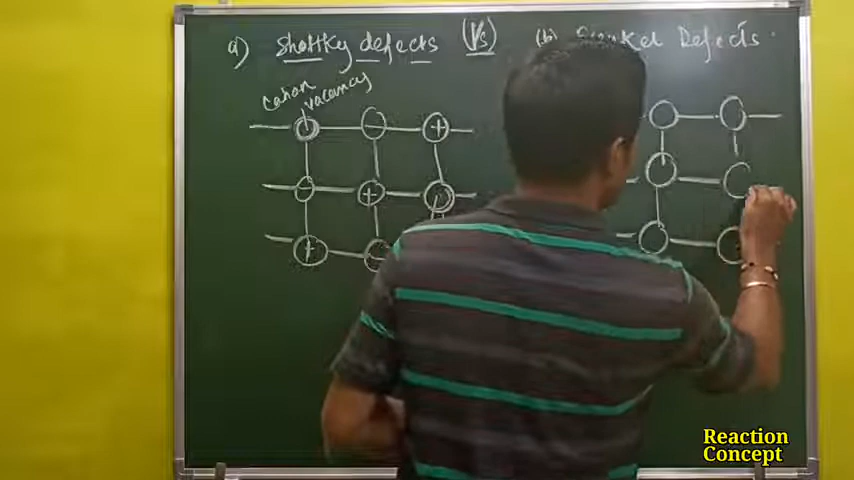 a) Shottky defects (Vs) (b) Frenkel Defects.
Cation
vacancy
+
+
+
Reaction
Concept